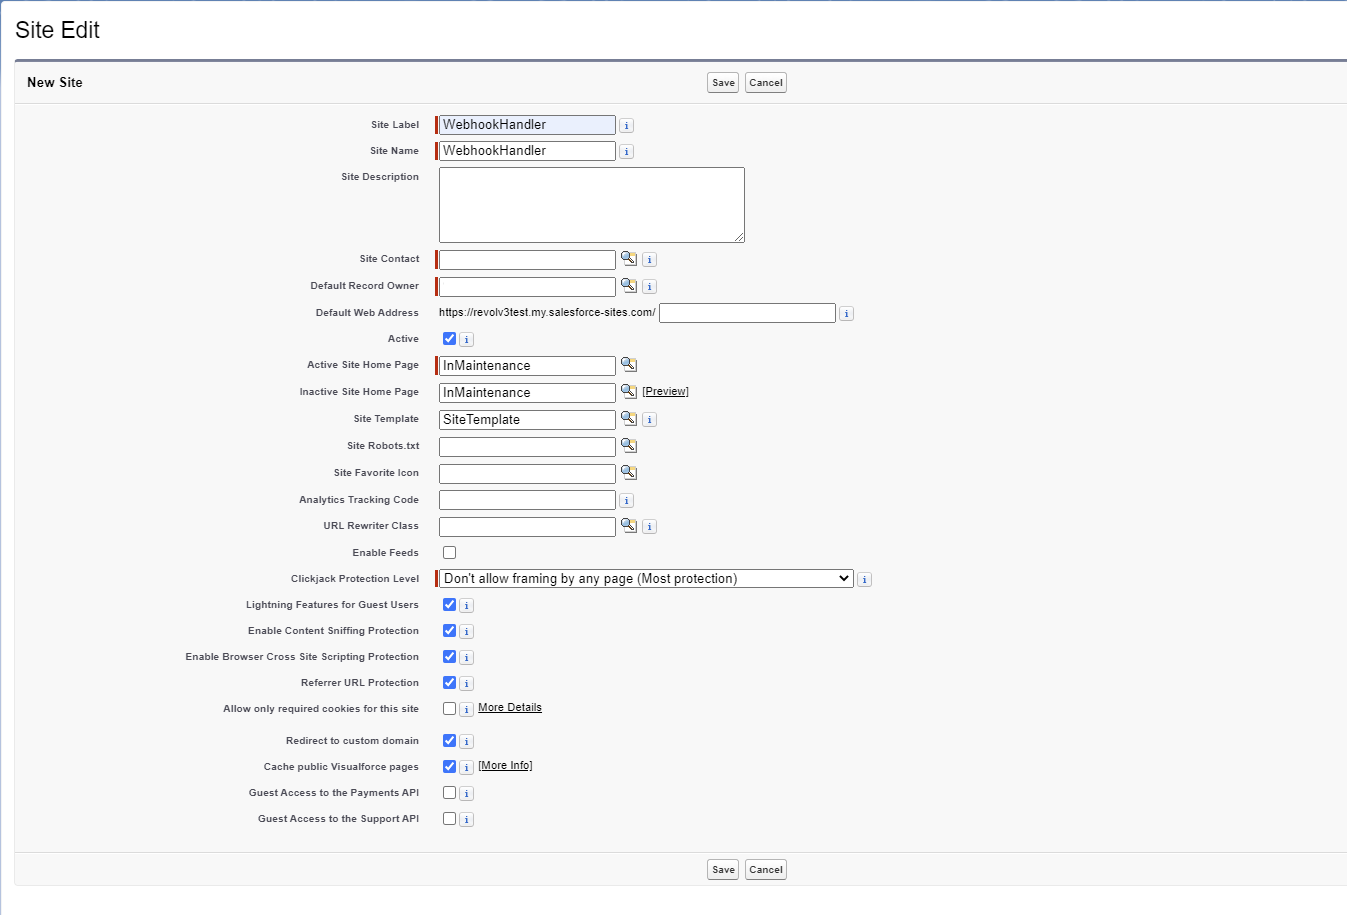 Site Edit
New Site Save Cancel
Site Label WebhookHandler i
Site Name WebhookHandler i
Site Description
Site Contact i
Default Record Owner i
Default Web Address https://revolv3test.my.salesforce-sites.com/ i
Active i
Active Site Home Page InMaintenance
Inactive Site Home Page InMaintenance [Preview]
Site Template SiteTemplate i
Site Robots.txt
Site Favorite Icon
Analytics Tracking Code i
URL Rewriter Class i
Enable Feeds
Clickjack Protection Level Don't allow framing by any page (Most protection) i
Lightning Features for Guest Users i
Enable Content Sniffing Protection i
Enable Browser Cross Site Scripting Protection i
Referrer URL Protection i
Allow only required cookies for this site i More Details
Redirect to custom domain i
Cache public Visualforce pages i [More Info]
Guest Access to the Payments API i
Guest Access to the Support API i
Save Cancel